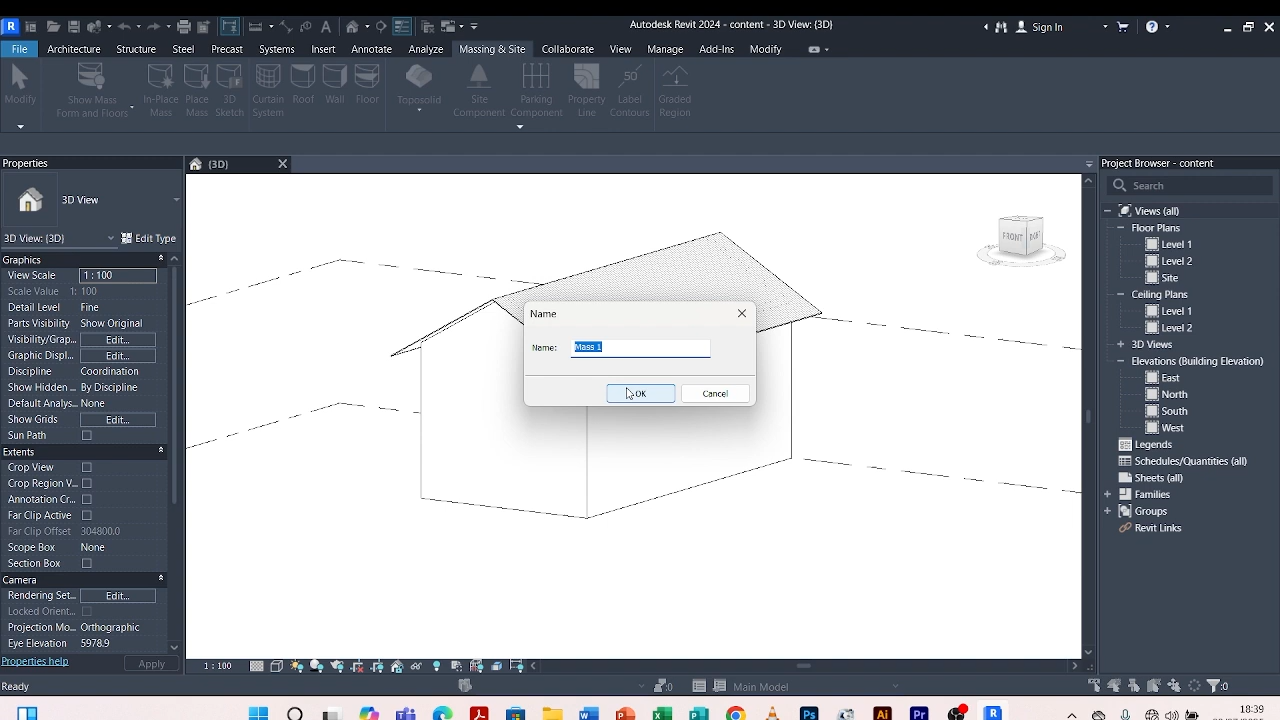 Autodesk Revit 2024 - content - 3D View: {3D}
Sign In
File Architecture Structure Steel Precast Systems Insert Annotate Analyze Massing & Site Collaborate View Manage Add-Ins Modify
Modify
Show Mass Form and Floors
In-Place Mass
Place Mass
3D Sketch
Curtain System
Roof
Wall
Floor
Toposolid
Site Component
Parking Component
Property Line
50
Label Contours
Graded Region
Properties
{3D}
Project Browser - content
3D View
Search
3D View: {3D}
Edit Type
Graphics
View Scale 1 : 100
Scale Value 1: 100
Detail Level Fine
Parts Visibility Show Original
Visibility/Grap... Edit...
Graphic Displ... Edit...
Discipline Coordination
Show Hidden ... By Discipline
Default Analys... None
Show Grids Edit...
Sun Path
Extents
Crop View
Crop Region V...
Annotation Cr...
Far Clip Active
Far Clip Offset 304800.0
Scope Box None
Section Box
Camera
Rendering Set... Edit...
Locked Orient...
Projection Mo... Orthographic
Eye Elevation 5978.9
Properties help
Apply
FRONT
Name
Name: Mass 1
OK Cancel
Views (all)
Floor Plans
Level 1
Level 2
Site
Ceiling Plans
Level 1
Level 2
3D Views
Elevations (Building Elevation)
East
North
South
West
Legends
Schedules/Quantities (all)
Sheets (all)
Families
Groups
Revit Links
1 : 100
Ready
:0
Main Model
:0
18:39